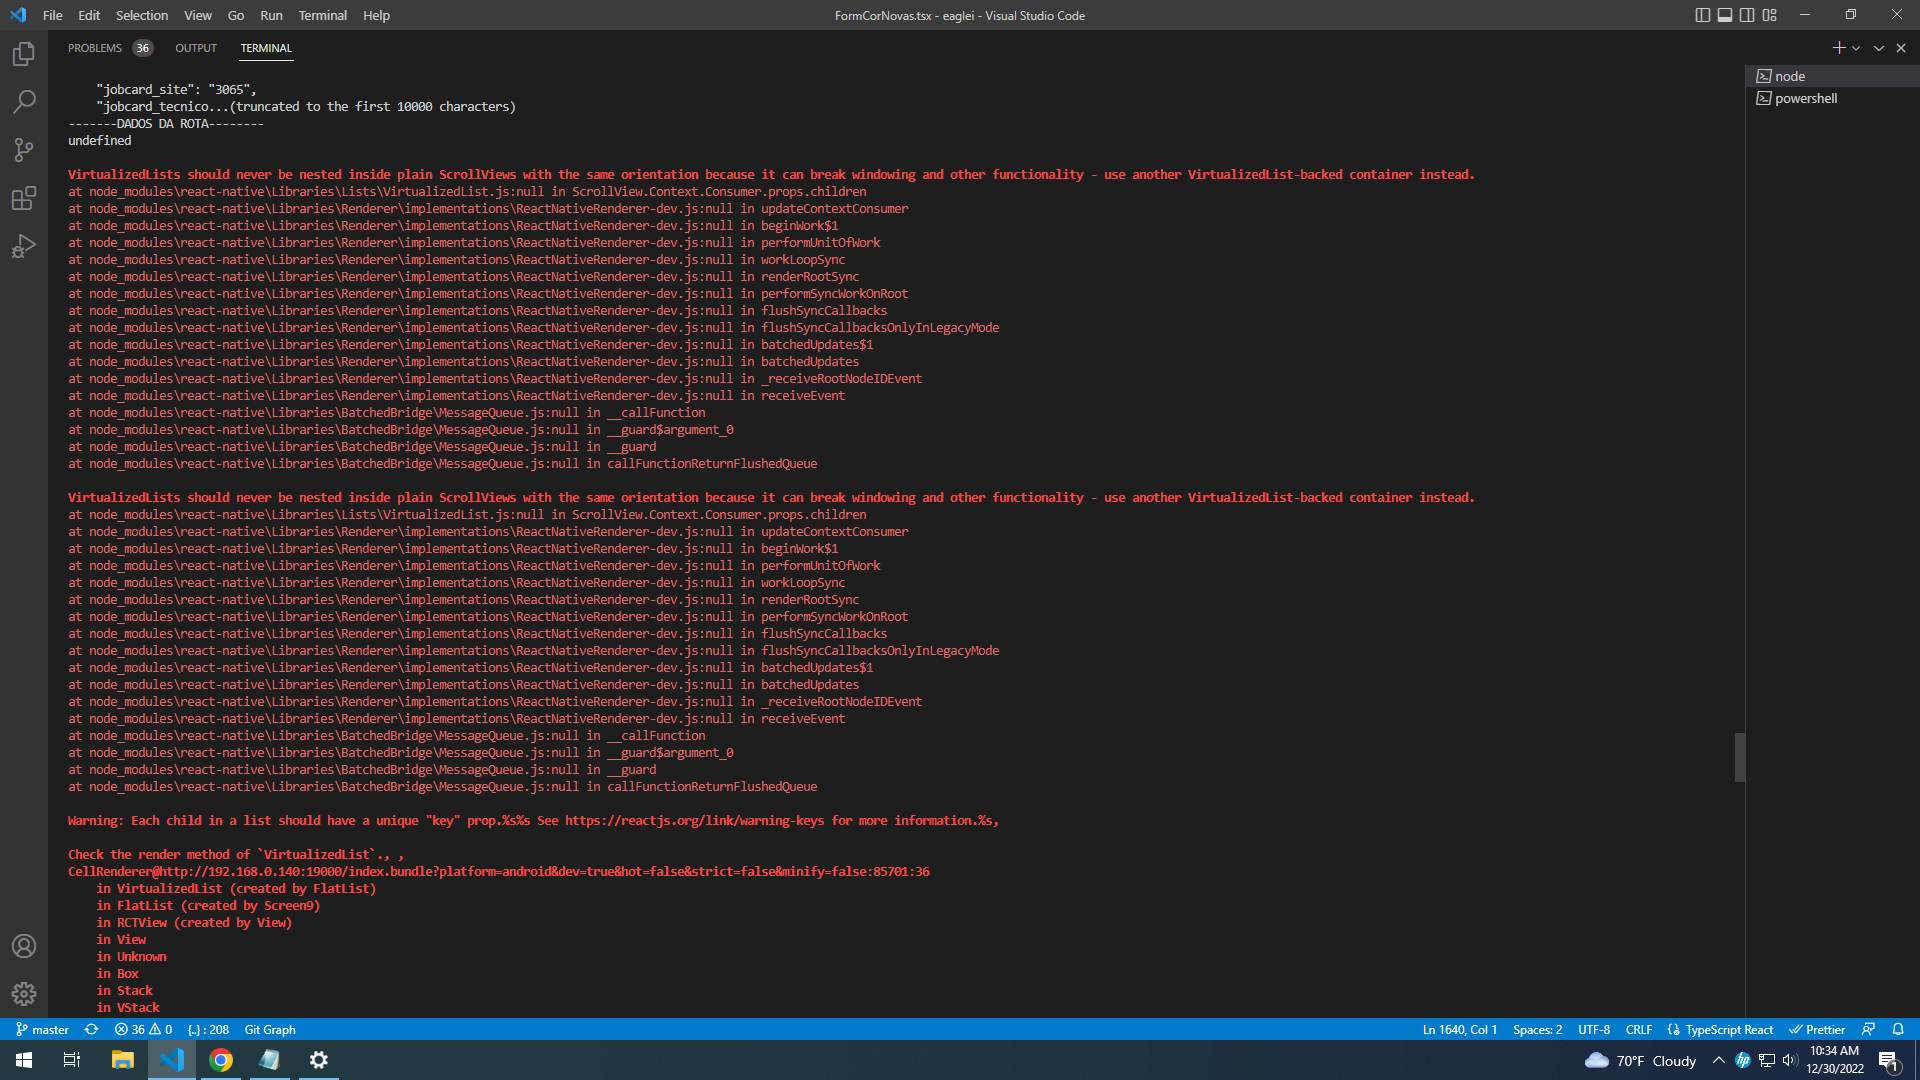 File Edit Selection View Go Run Terminal Help
FormCorNovas.tsx - eaglei - Visual Studio Code
PROBLEMS 36 OUTPUT TERMINAL
node
powershell
"jobcard_site": "3065",
"jobcard_tecnico...(truncated to the first 10000 characters)
-------DADOS DA ROTA--------
undefined
VirtualizedLists should never be nested inside plain ScrollViews with the same orientation because it can break windowing and other functionality - use another VirtualizedList-backed container instead.
at node_modules\react-native\Libraries\Lists\VirtualizedList.js:null in ScrollView.Context.Consumer.props.children
at node_modules\react-native\Libraries\Renderer\implementations\ReactNativeRenderer-dev.js:null in updateContextConsumer
at node_modules\react-native\Libraries\Renderer\implementations\ReactNativeRenderer-dev.js:null in beginWork$1
at node_modules\react-native\Libraries\Renderer\implementations\ReactNativeRenderer-dev.js:null in performUnitOfWork
at node_modules\react-native\Libraries\Renderer\implementations\ReactNativeRenderer-dev.js:null in workLoopSync
at node_modules\react-native\Libraries\Renderer\implementations\ReactNativeRenderer-dev.js:null in renderRootSync
at node_modules\react-native\Libraries\Renderer\implementations\ReactNativeRenderer-dev.js:null in performSyncWorkOnRoot
at node_modules\react-native\Libraries\Renderer\implementations\ReactNativeRenderer-dev.js:null in flushSyncCallbacks
at node_modules\react-native\Libraries\Renderer\implementations\ReactNativeRenderer-dev.js:null in flushSyncCallbacksOnlyInLegacyMode
at node_modules\react-native\Libraries\Renderer\implementations\ReactNativeRenderer-dev.js:null in batchedUpdates$1
at node_modules\react-native\Libraries\Renderer\implementations\ReactNativeRenderer-dev.js:null in batchedUpdates
at node_modules\react-native\Libraries\Renderer\implementations\ReactNativeRenderer-dev.js:null in _receiveRootNodeIDEvent
at node_modules\react-native\Libraries\Renderer\implementations\ReactNativeRenderer-dev.js:null in receiveEvent
at node_modules\react-native\Libraries\BatchedBridge\MessageQueue.js:null in __callFunction
at node_modules\react-native\Libraries\BatchedBridge\MessageQueue.js:null in __guard$argument_0
at node_modules\react-native\Libraries\BatchedBridge\MessageQueue.js:null in __guard
at node_modules\react-native\Libraries\BatchedBridge\MessageQueue.js:null in callFunctionReturnFlushedQueue
VirtualizedLists should never be nested inside plain ScrollViews with the same orientation because it can break windowing and other functionality - use another VirtualizedList-backed container instead.
at node_modules\react-native\Libraries\Lists\VirtualizedList.js:null in ScrollView.Context.Consumer.props.children
at node_modules\react-native\Libraries\Renderer\implementations\ReactNativeRenderer-dev.js:null in updateContextConsumer
at node_modules\react-native\Libraries\Renderer\implementations\ReactNativeRenderer-dev.js:null in beginWork$1
at node_modules\react-native\Libraries\Renderer\implementations\ReactNativeRenderer-dev.js:null in performUnitOfWork
at node_modules\react-native\Libraries\Renderer\implementations\ReactNativeRenderer-dev.js:null in workLoopSync
at node_modules\react-native\Libraries\Renderer\implementations\ReactNativeRenderer-dev.js:null in renderRootSync
at node_modules\react-native\Libraries\Renderer\implementations\ReactNativeRenderer-dev.js:null in performSyncWorkOnRoot
at node_modules\react-native\Libraries\Renderer\implementations\ReactNativeRenderer-dev.js:null in flushSyncCallbacks
at node_modules\react-native\Libraries\Renderer\implementations\ReactNativeRenderer-dev.js:null in flushSyncCallbacksOnlyInLegacyMode
at node_modules\react-native\Libraries\Renderer\implementations\ReactNativeRenderer-dev.js:null in batchedUpdates$1
at node_modules\react-native\Libraries\Renderer\implementations\ReactNativeRenderer-dev.js:null in batchedUpdates
at node_modules\react-native\Libraries\Renderer\implementations\ReactNativeRenderer-dev.js:null in _receiveRootNodeIDEvent
at node_modules\react-native\Libraries\Renderer\implementations\ReactNativeRenderer-dev.js:null in receiveEvent
at node_modules\react-native\Libraries\BatchedBridge\MessageQueue.js:null in __callFunction
at node_modules\react-native\Libraries\BatchedBridge\MessageQueue.js:null in __guard$argument_0
at node_modules\react-native\Libraries\BatchedBridge\MessageQueue.js:null in __guard
at node_modules\react-native\Libraries\BatchedBridge\MessageQueue.js:null in callFunctionReturnFlushedQueue
Warning: Each child in a list should have a unique "key" prop.%s%s See https://reactjs.org/link/warning-keys for more information.%s,
Check the render method of `VirtualizedList`., ,
CellRenderer@http://192.168.0.140:19000/index.bundle?platform=android&dev=true&hot=false&strict=false&minify=false:85701:36
in VirtualizedList (created by FlatList)
in FlatList (created by Screen9)
in RCTView (created by View)
in View
in Unknown
in Box
in Stack
in VStack
master 36 0 {..} : 208 Git Graph
Ln 1640, Col 1 Spaces: 2 UTF-8 CRLF TypeScript React Prettier
hp
70°F Cloudy
10:34 AM
12/30/2022
1